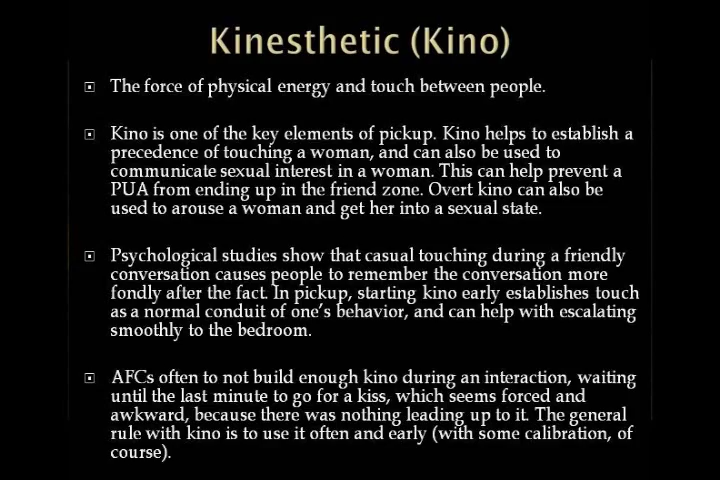 Kinesthetic (Kino)
The force of physical energy and touch between people.
Kino is one of the key elements of pickup. Kino helps to establish a
precedence of touching a woman, and can also be used to
communicate sexual interest in a woman. This can help prevent a
PUA from ending up in the friend zone. Overt kino can also be
used to arouse a woman and get her into a sexual state.
Psychological studies show that casual touching during a friendly
conversation causes people to remember the conversation more
fondly after the fact. In pickup, starting kino early establishes touch
as a normal conduit of one's behavior, and can help with escalating
smoothly to the bedroom.
AFCs often to not build enough kino during an interaction, waiting
until the last minute to go for a kiss, which seems forced and
awkward, because there was nothing leading up to it. The general
rule with kino is to use it often and early (with some calibration, of
course).